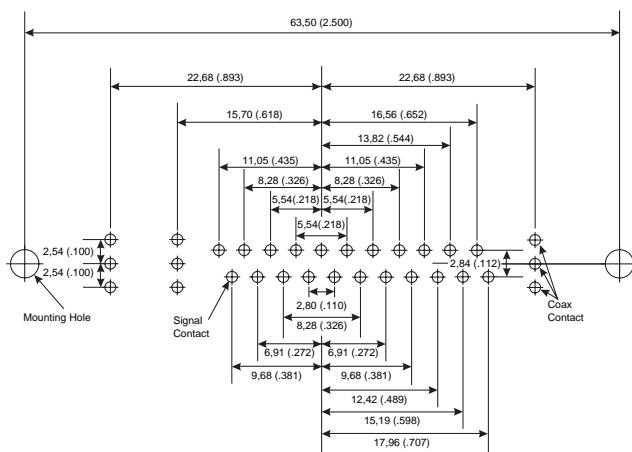 63,50 (2.500)
22,68 (.893) 22,68 (.893)
15,70 (.618) 16,56 (.652)
13,82 (.544)
11,05 (.435) 11,05 (.435)
8,28 (.326) 8,28 (.326)
5,54(.218) 5,54(.218)
5,54(.218)
2,54 (.100)
2,84 (.112)
2,54 (.100)
Mounting Hole
Signal
Contact
2,80 (.110)
Coax
Contact
8,28 (.326)
6,91 (.272) 6,91 (.272)
9,68 (.381) 9,68 (.381)
12,42 (.489)
15,19 (.598)
17,96 (.707)